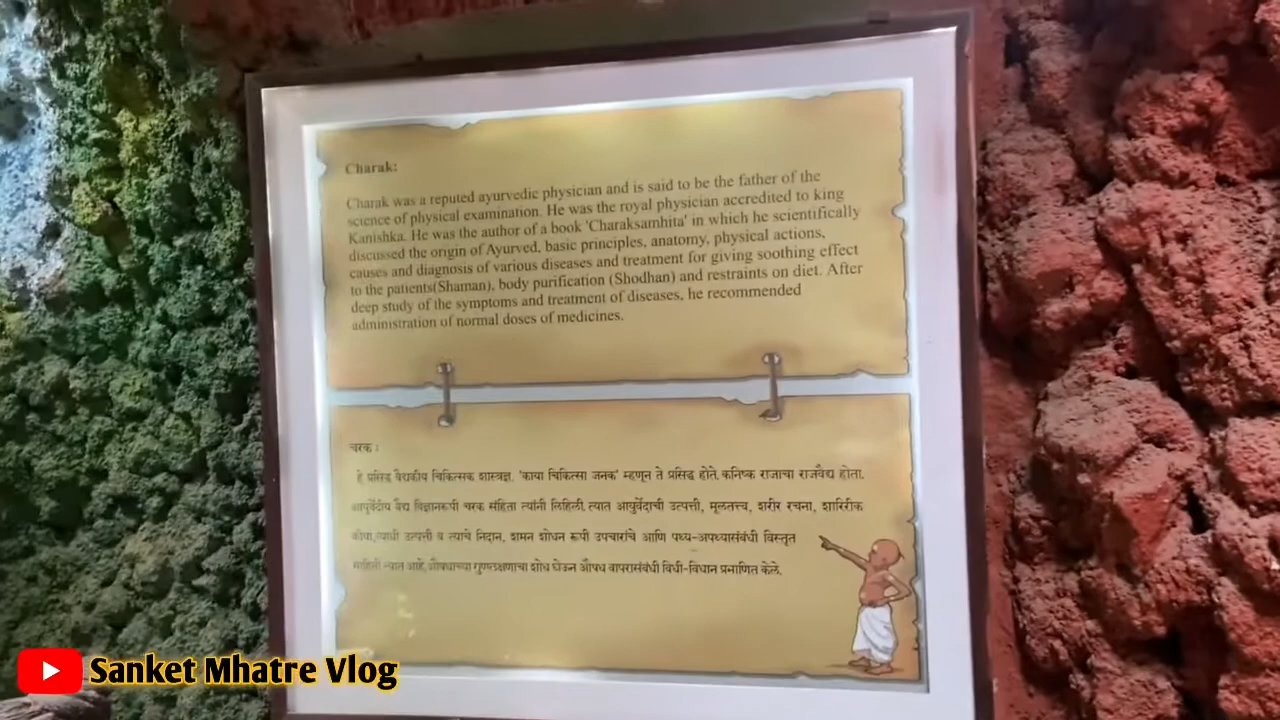 Charak:
Charak was a reputed ayurvedic physician and is said to be the father of the
science of physical examination. He was the royal physician accredited to king
Kanishka. He was the author of a book 'Charaksamhita' in which he scientifically
discussed the origin of Ayurved, basic principles, anatomy, physical actions,
causes and diagnosis of various diseases and treatment for giving soothing effect
to the patients(Shaman), body purification (Shodhan) and restraints on diet. After
deep study of the symptoms and treatment of diseases, he recommended
administration of normal doses of medicines.
चरक :
हे प्रसिद्ध वैद्यकीय चिकित्सक शास्त्रज्ञ. 'काया चिकित्सा जनक' म्हणून ते प्रसिद्ध होते. कनिष्क राजाचा राजवैद्य होता.
आयुर्वेदीय वैद्य विज्ञानरूपी चरक संहिता त्यांनी लिहिली. त्यात आयुर्वेदाची उत्पत्ती, मूलतत्त्व, शरीर रचना, शारिरीक
उत्पत्ती व त्याचे निदान, शमन शोधन रूपी उपचारांचे आणि पथ्य-अपथ्यासंबंधी विस्तृत
माहिती त्यात आहे. औषधाच्या गुणलक्षणाचा शोध घेऊन औषध वापरासंबंधी विधी-विधान प्रमाणित केले.
Sanket Mhatre Vlog